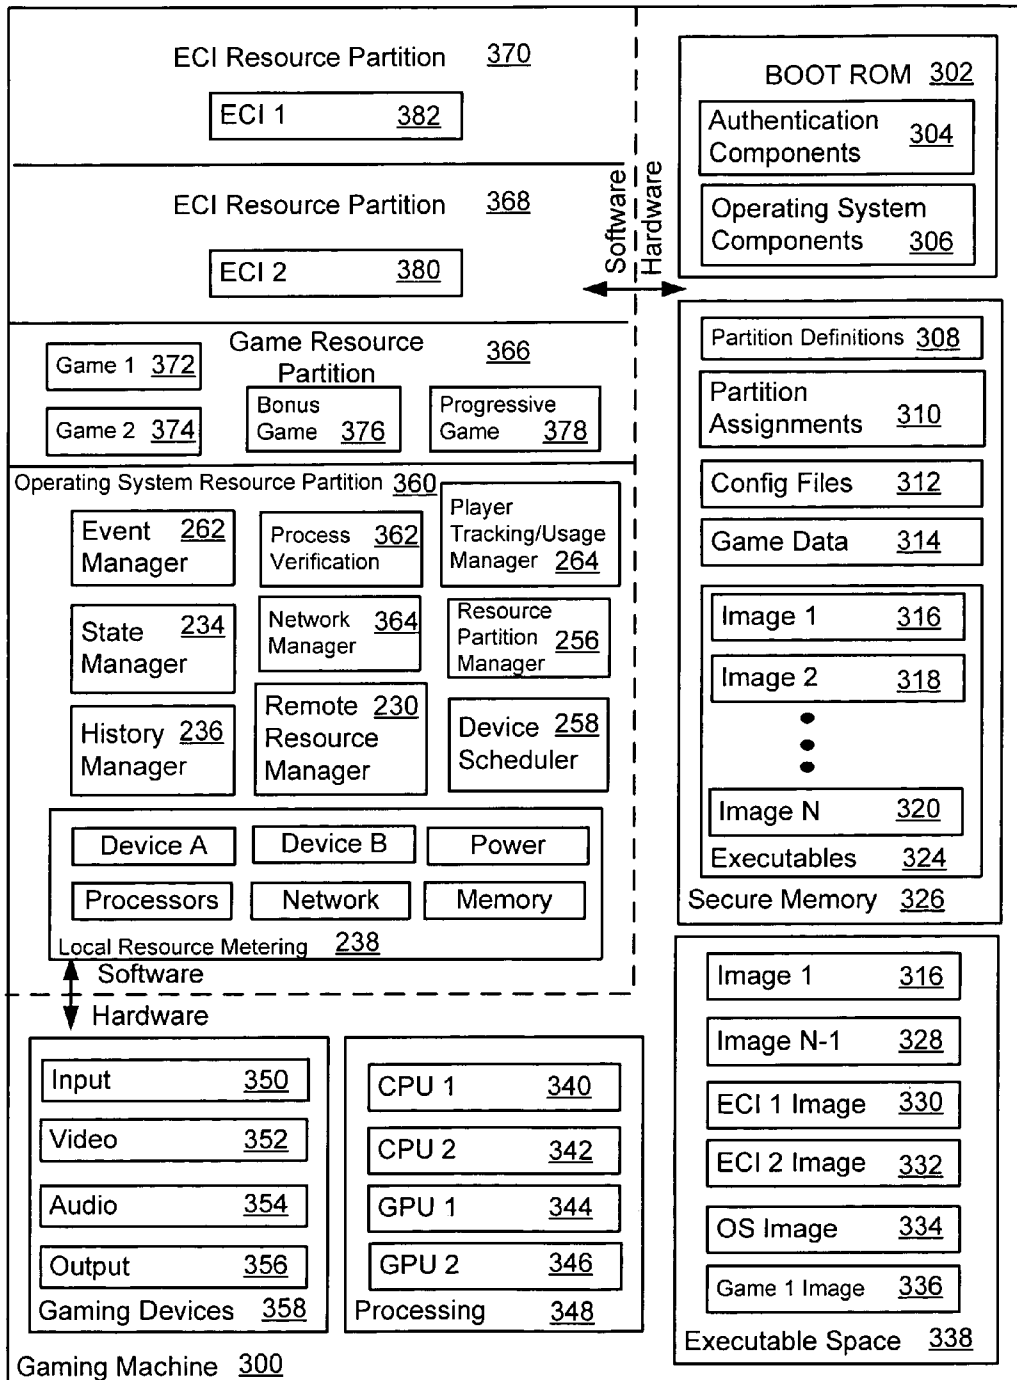 ECI Resource Partition 370
ECI 1 382
ECI Resource Partition 368
ECI 2 380
Software
Hardware
Game Resource
Partition 366
Game 1 372
Game 2 374
Bonus
Game 376
Progressive
Game 378
Operating System Resource Partition 360
Event 262
Manager
Process 362
Verification
Player
Tracking/Usage
Manager 264
State 234
Manager
Network
Manager 364
Resource
Partition
Manager 256
History 236
Manager
Remote 230
Resource
Manager
Device 258
Scheduler
Device A
Device B
Power
Processors
Network
Memory
Local Resource Metering 238
Software
Hardware
Input 350
Video 352
Audio 354
Output 356
Gaming Devices 358
CPU 1 340
CPU 2 342
GPU 1 344
GPU 2 346
Processing 348
Gaming Machine 300
BOOT ROM 302
Authentication
Components 304
Operating System
Components 306
Partition Definitions 308
Partition
Assignments 310
Config Files 312
Game Data 314
Image 1 316
Image 2 318
Image N 320
Executables 324
Secure Memory 326
Image 1 316
Image N-1 328
ECI 1 Image 330
ECI 2 Image 332
OS Image 334
Game 1 Image 336
Executable Space 338